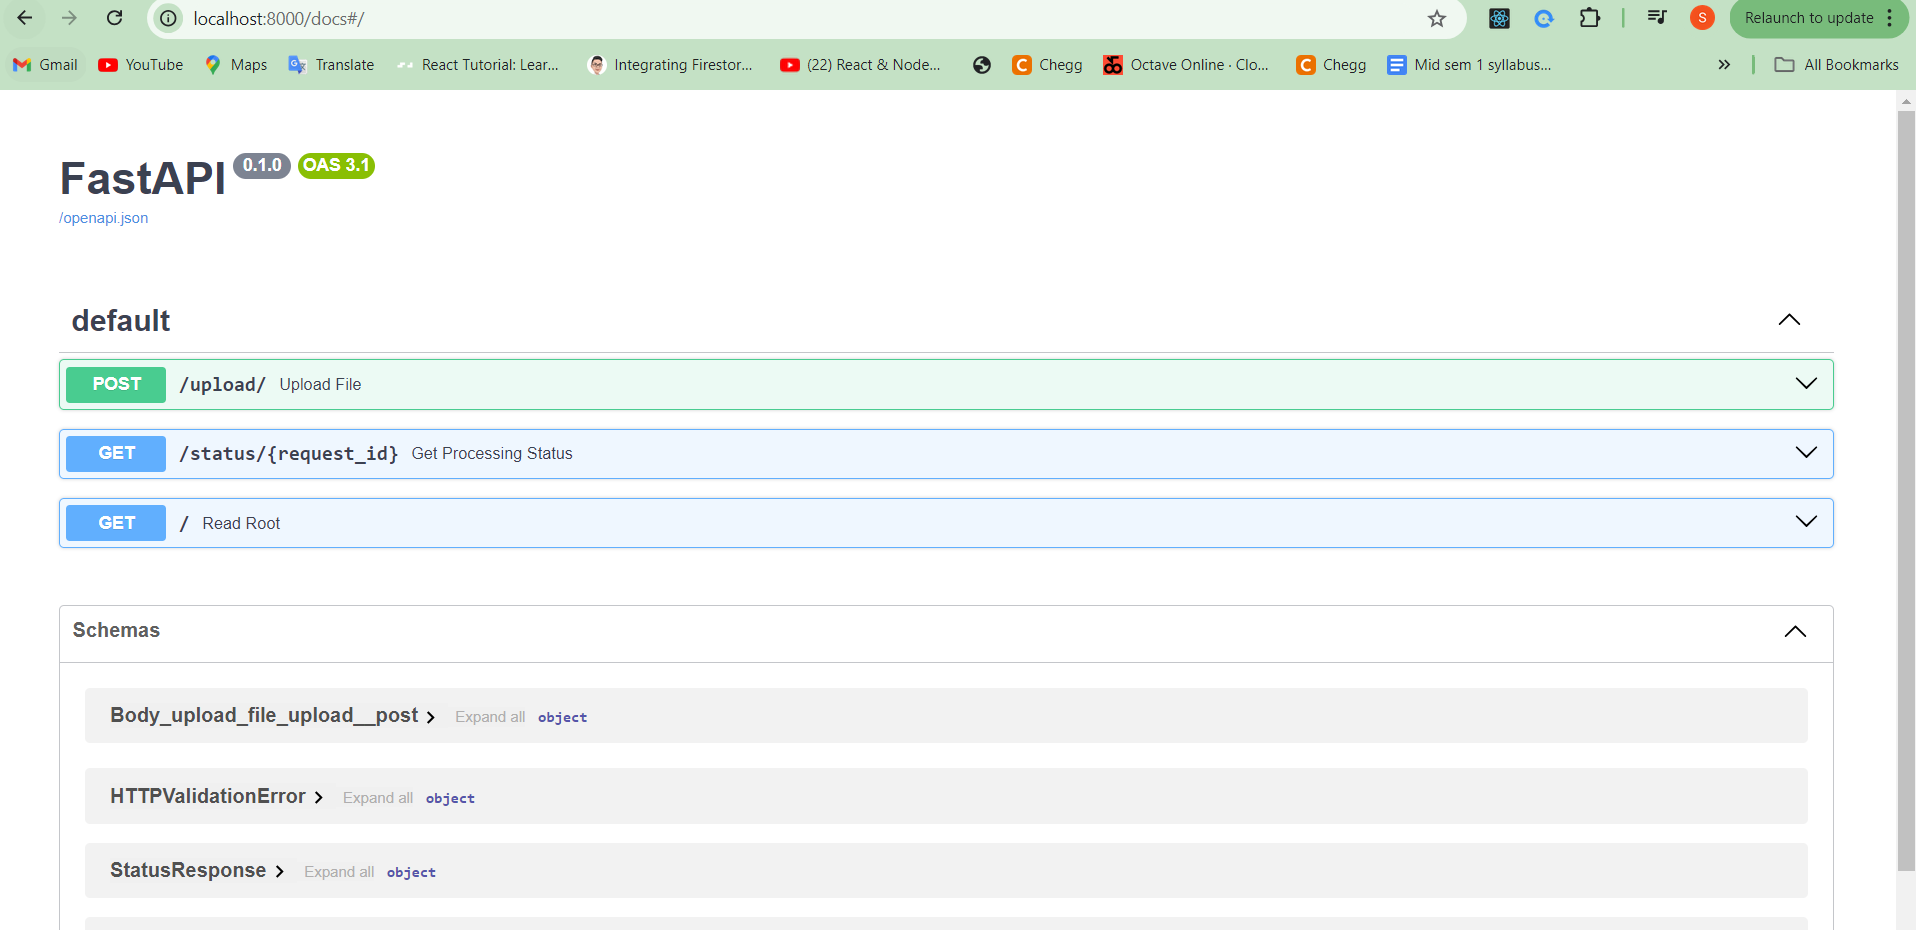 localhost:8000/docs#/
S
Relaunch to update
Gmail YouTube Maps Translate React Tutorial: Lear... Integrating Firestor... (22) React & Node... Chegg Octave Online · Clo... Chegg Mid sem 1 syllabus... » All Bookmarks
FastAPI 0.1.0 OAS 3.1
/openapi.json
default
POST /upload/ Upload File
GET /status/{request_id} Get Processing Status
GET / Read Root
Schemas
Body_upload_file_upload__post Expand all object
HTTPValidationError Expand all object
StatusResponse Expand all object